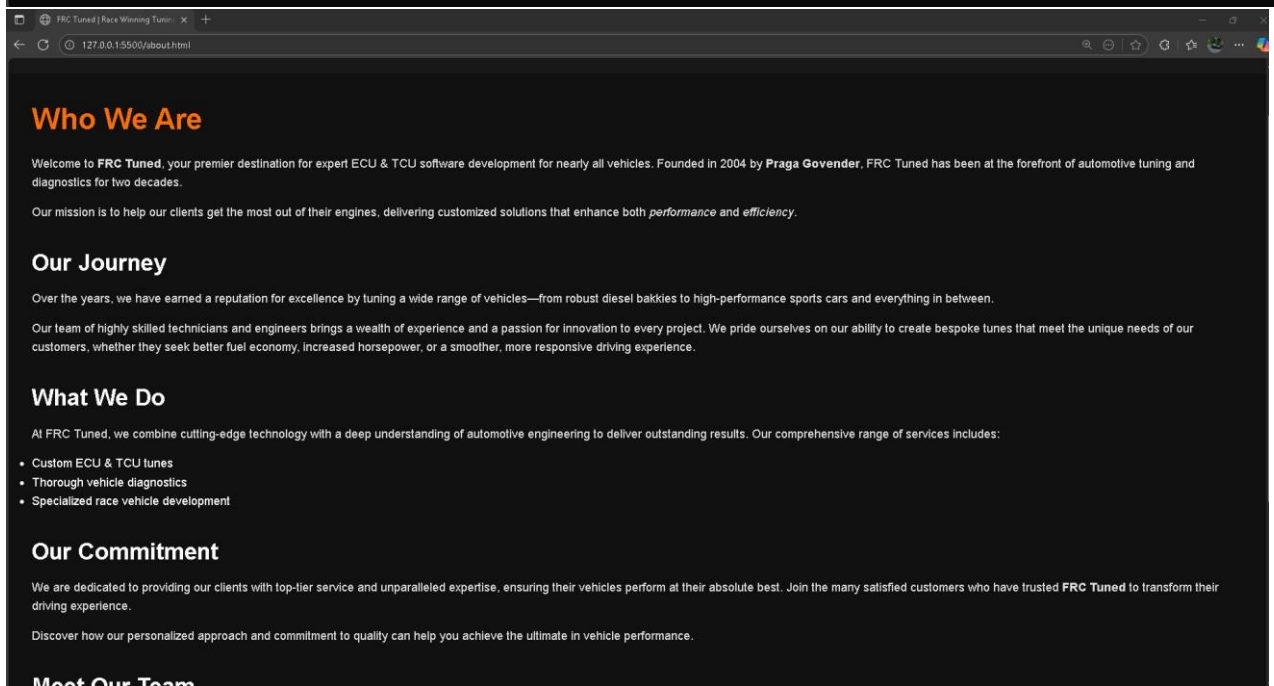 FRC Tuned | Race Winning Tunin
127.0.0.1:5500/about.html
Who We Are
Welcome to FRC Tuned, your premier destination for expert ECU & TCU software development for nearly all vehicles. Founded in 2004 by Praga Govender, FRC Tuned has been at the forefront of automotive tuning and
diagnostics for two decades.
Our mission is to help our clients get the most out of their engines, delivering customized solutions that enhance both performance and efficiency.
Our Journey
Over the years, we have earned a reputation for excellence by tuning a wide range of vehicles—from robust diesel bakkies to high-performance sports cars and everything in between.
Our team of highly skilled technicians and engineers brings a wealth of experience and a passion for innovation to every project. We pride ourselves on our ability to create bespoke tunes that meet the unique needs of our
customers, whether they seek better fuel economy, increased horsepower, or a smoother, more responsive driving experience.
What We Do
At FRC Tuned, we combine cutting-edge technology with a deep understanding of automotive engineering to deliver outstanding results. Our comprehensive range of services includes:
• Custom ECU & TCU tunes
• Thorough vehicle diagnostics
• Specialized race vehicle development
Our Commitment
We are dedicated to providing our clients with top-tier service and unparalleled expertise, ensuring their vehicles perform at their absolute best. Join the many satisfied customers who have trusted FRC Tuned to transform their
driving experience.
Discover how our personalized approach and commitment to quality can help you achieve the ultimate in vehicle performance.
Meet Our Team